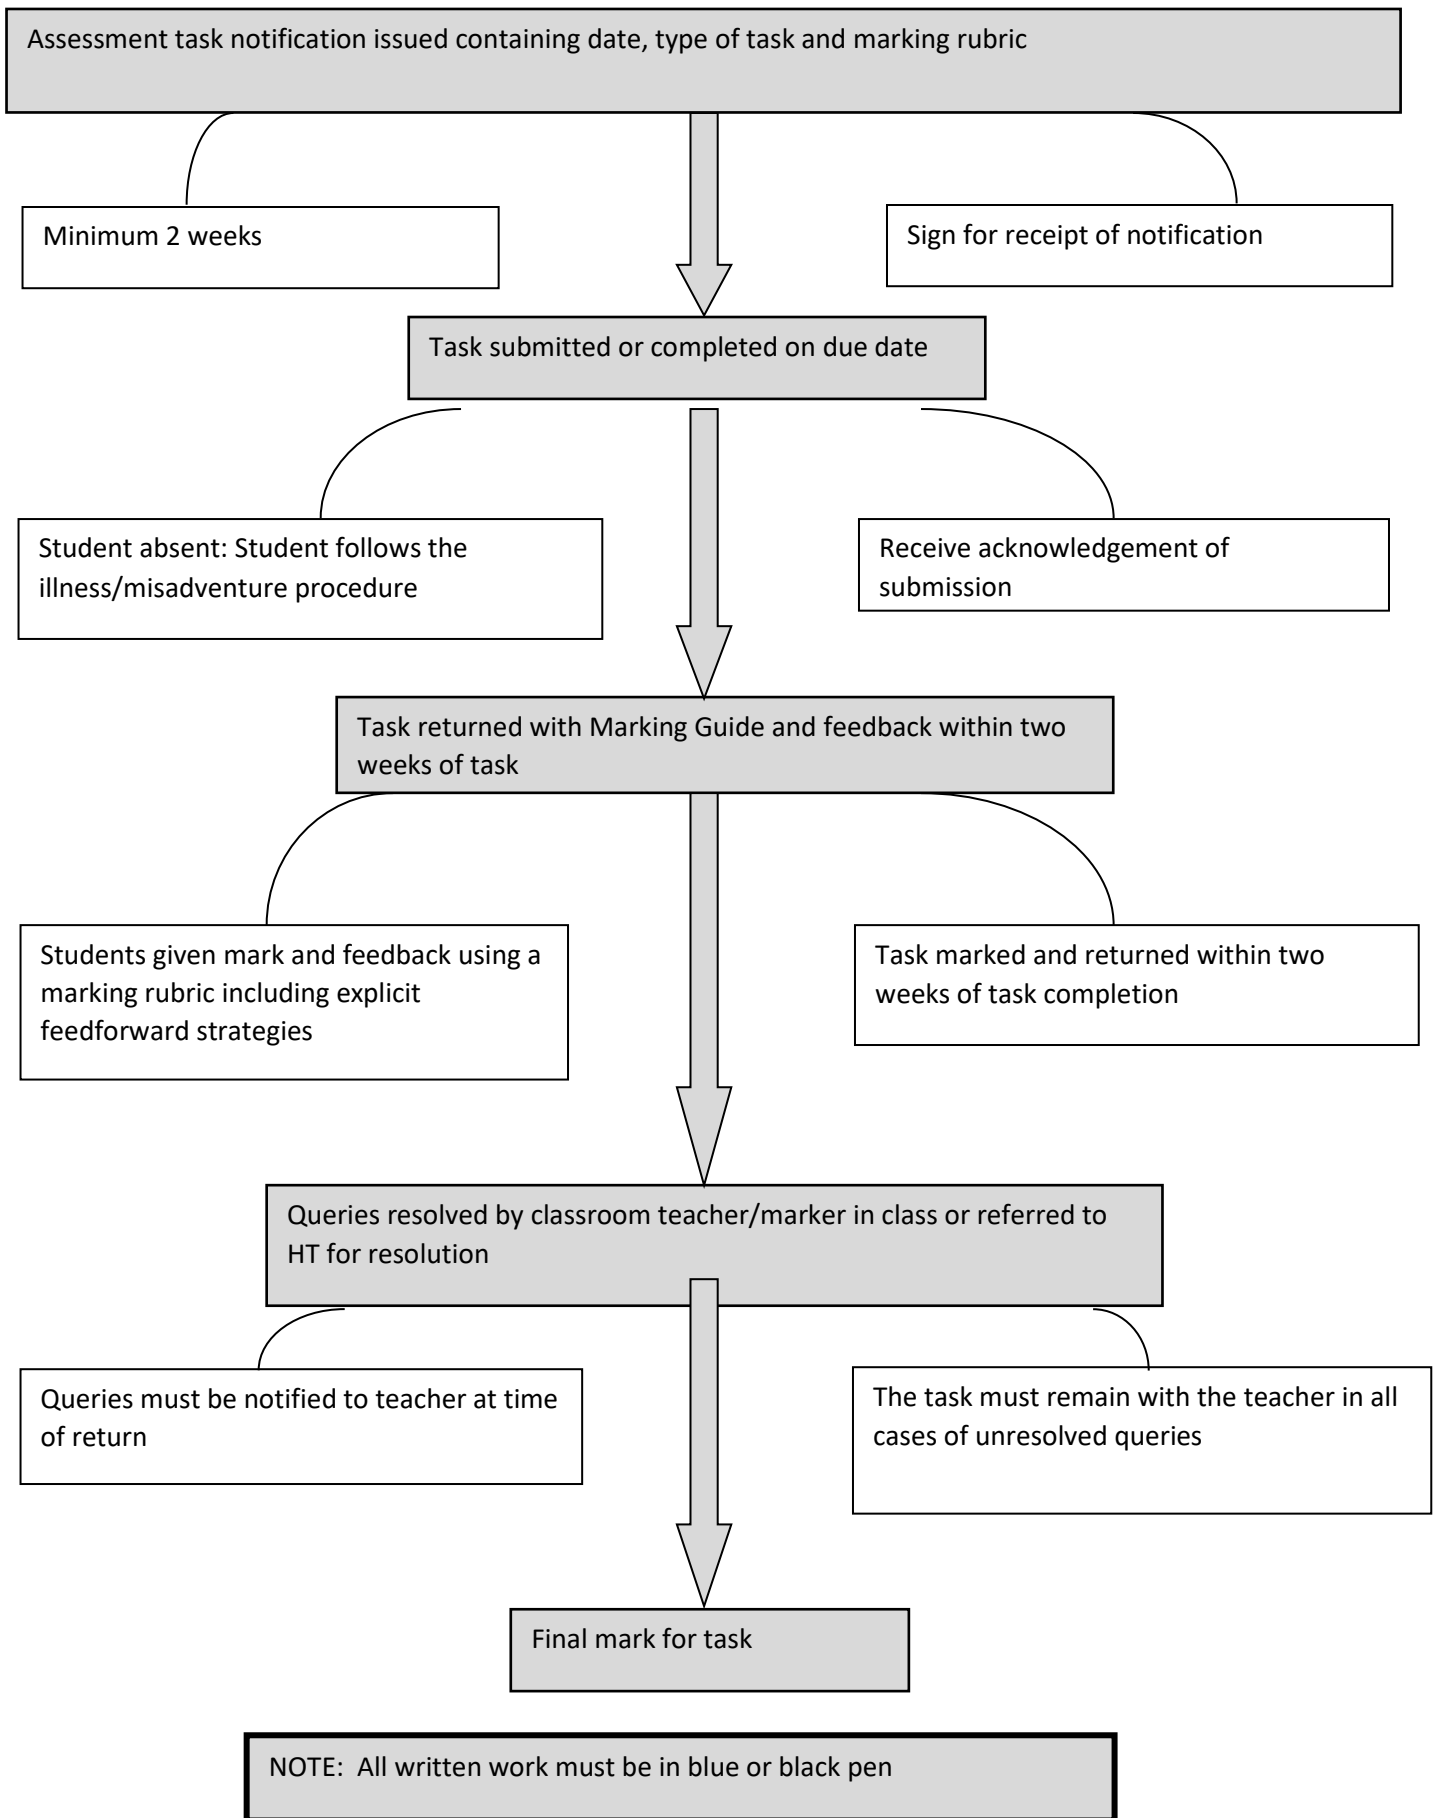 Assessment task notification issued containing date, type of task and marking rubric
Minimum 2 weeks
Sign for receipt of notification
Task submitted or completed on due date
Student absent: Student follows the
illness/misadventure procedure
Receive acknowledgement of
submission
Task returned with Marking Guide and feedback within two
weeks of task
Students given mark and feedback using a
marking rubric including explicit
feedforward strategies
Task marked and returned within two
weeks of task completion
Queries resolved by classroom teacher/marker in class or referred to
HT for resolution
Queries must be notified to teacher at time
of return
The task must remain with the teacher in all
cases of unresolved queries
Final mark for task
NOTE:  All written work must be in blue or black pen